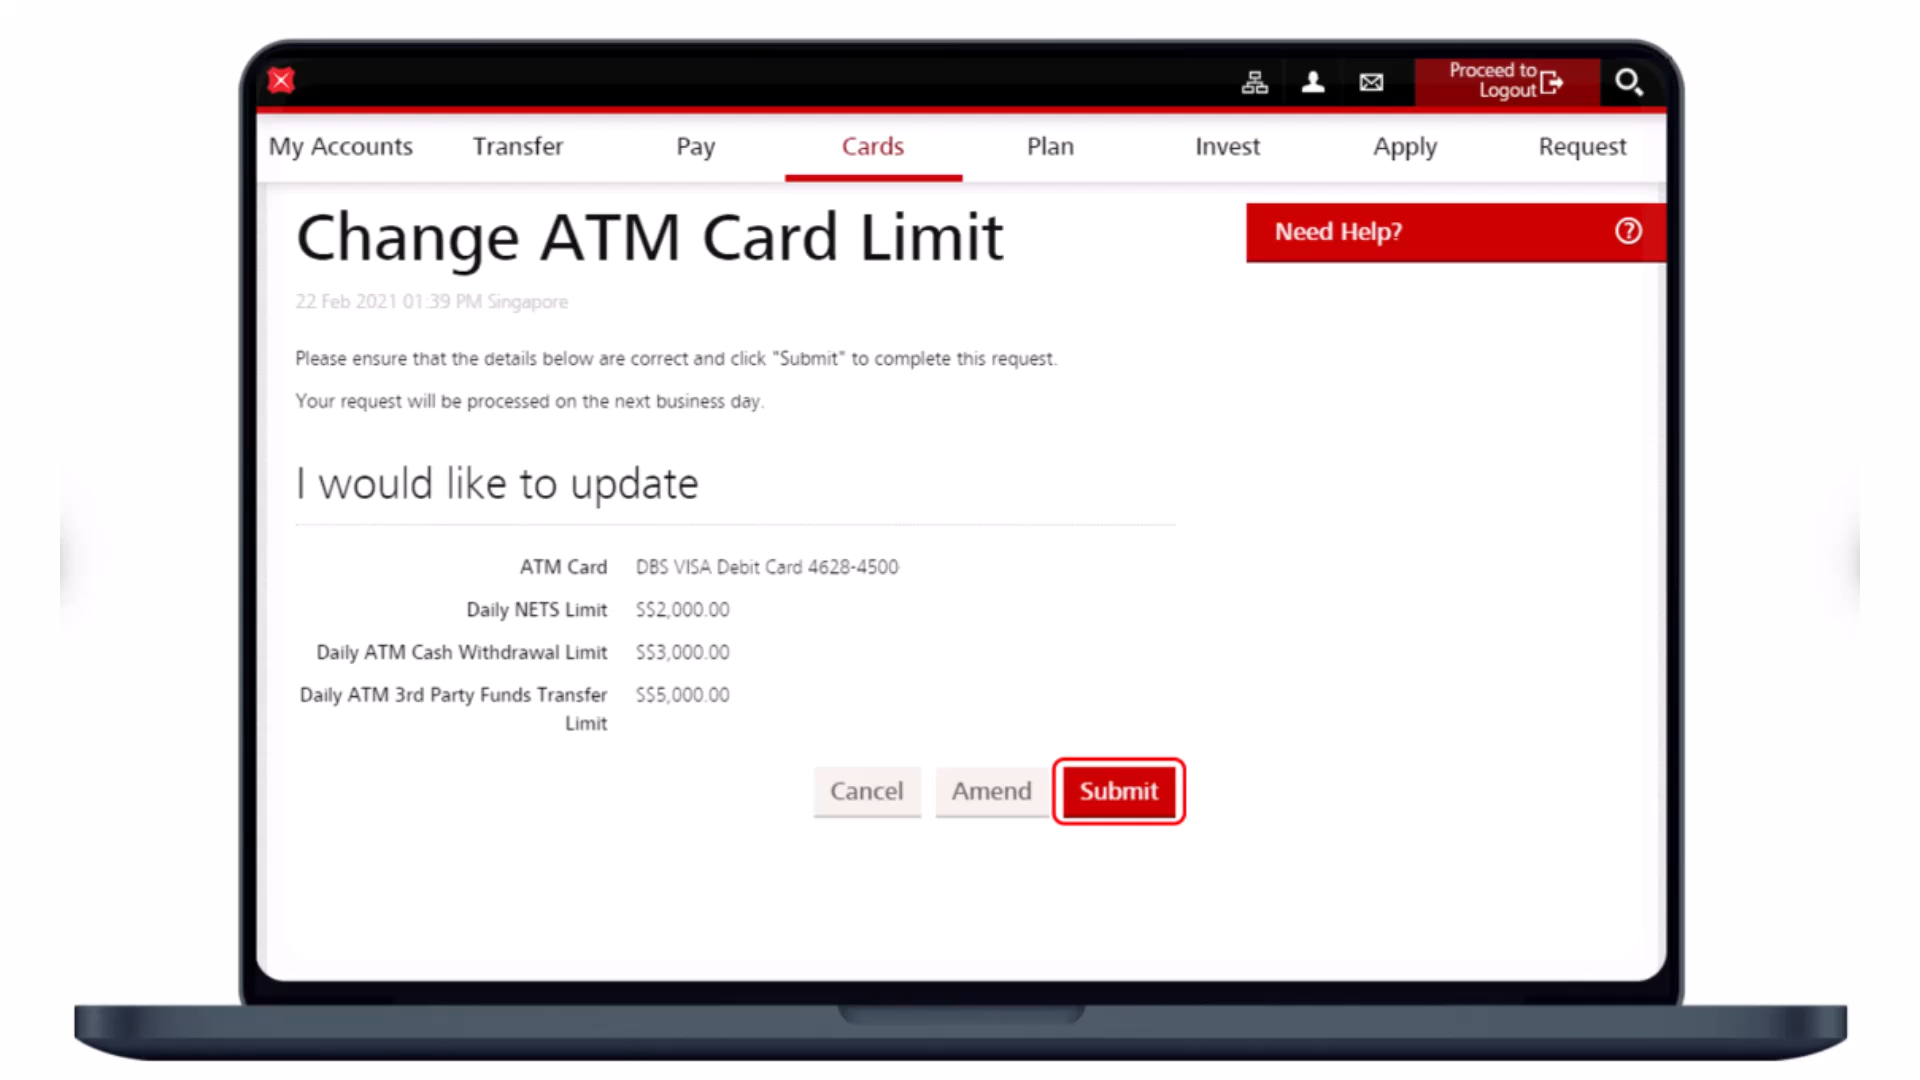 Proceed to
Logout
My Accounts Transfer Pay Cards Plan Invest Apply Request
Change ATM Card Limit
Need Help?
22 Feb 2021 01:39 PM Singapore
Please ensure that the details below are correct and click "Submit" to complete this request.
Your request will be processed on the next business day.
I would like to update
ATM Card DBS VISA Debit Card 4628-4500
Daily NETS Limit S$2,000.00
Daily ATM Cash Withdrawal Limit S$3,000.00
Daily ATM 3rd Party Funds Transfer S$5,000.00
Limit
Cancel Amend Submit